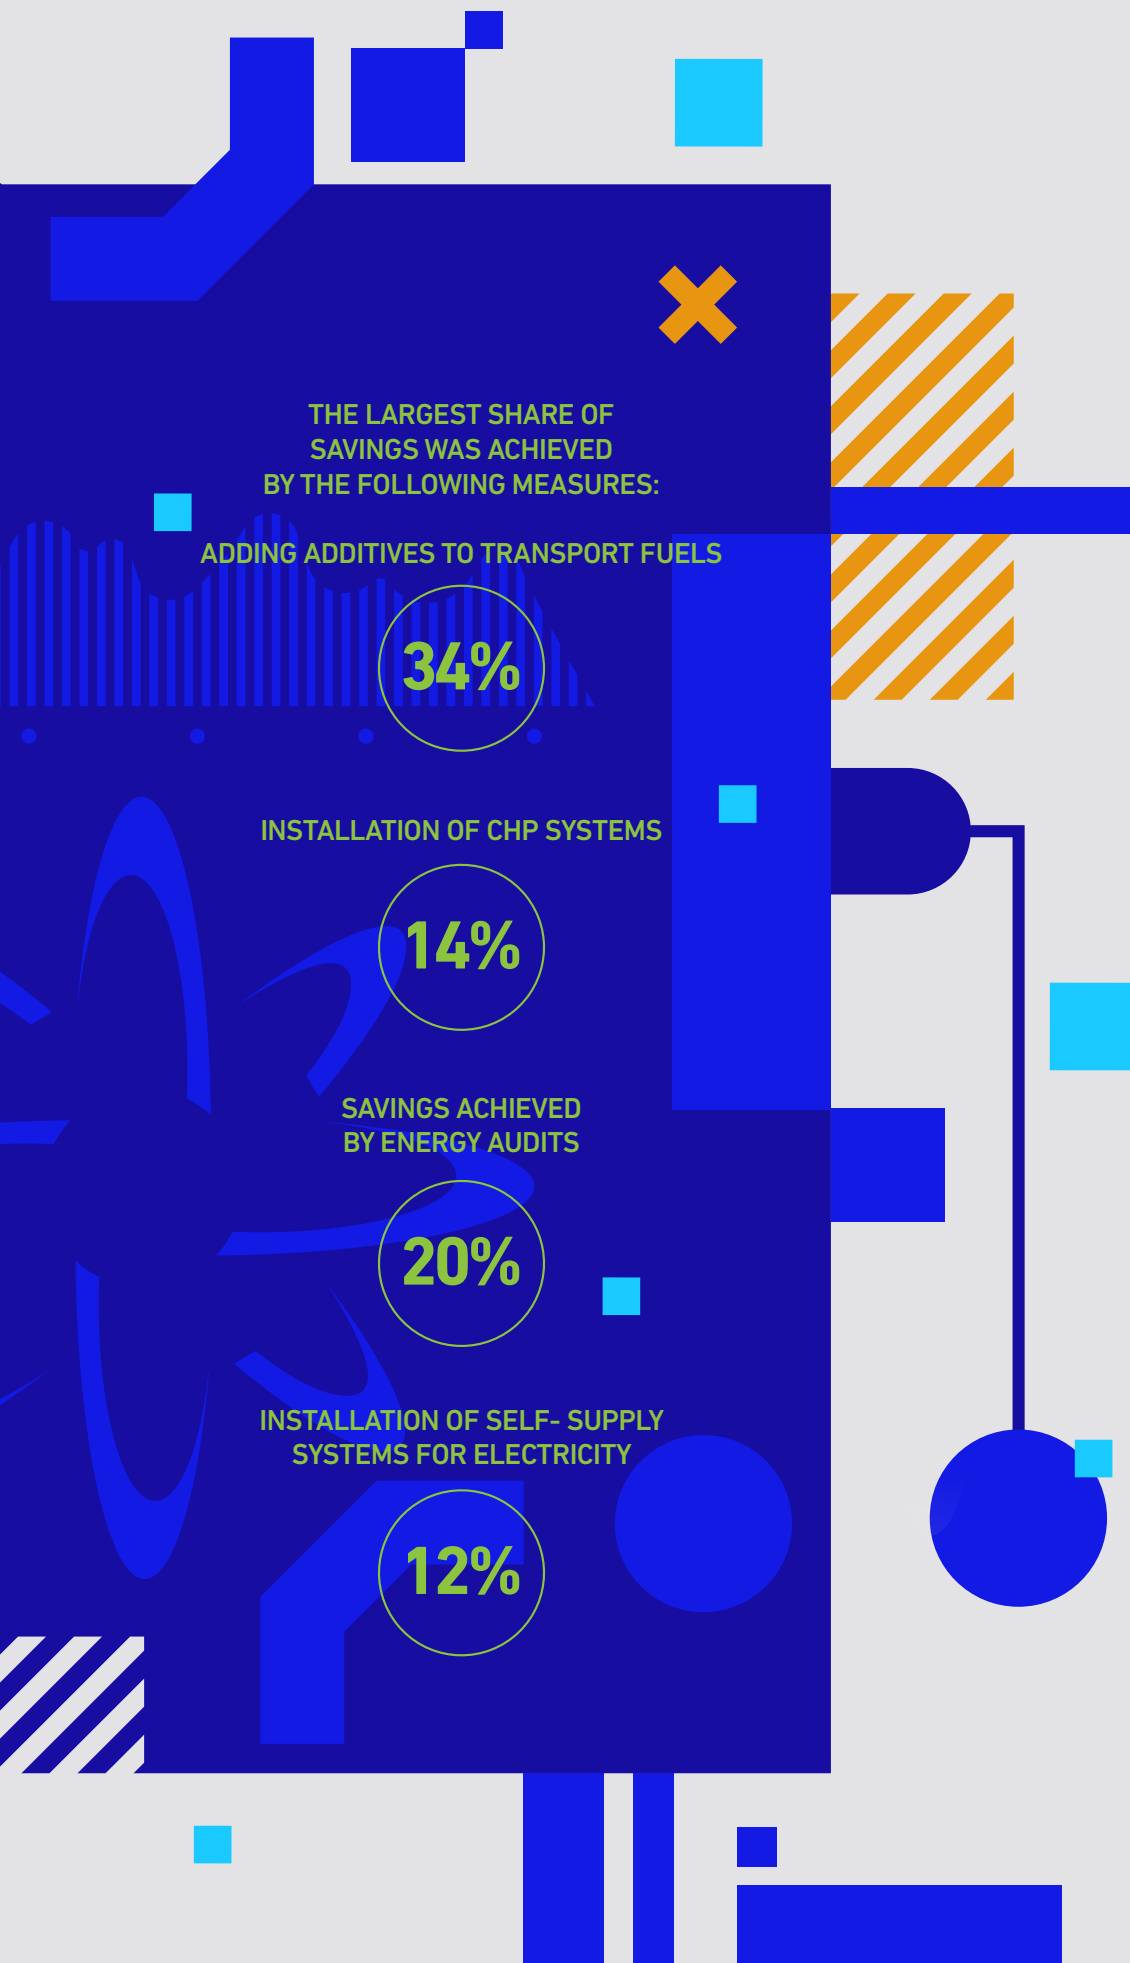 THE LARGEST SHARE OF
SAVINGS WAS ACHIEVED
BY THE FOLLOWING MEASURES:
ADDING ADDITIVES TO TRANSPORT FUELS
34%
INSTALLATION OF CHP SYSTEMS
14%
SAVINGS ACHIEVED
BY ENERGY AUDITS
20%
INSTALLATION OF SELF- SUPPLY
SYSTEMS FOR ELECTRICITY
12%